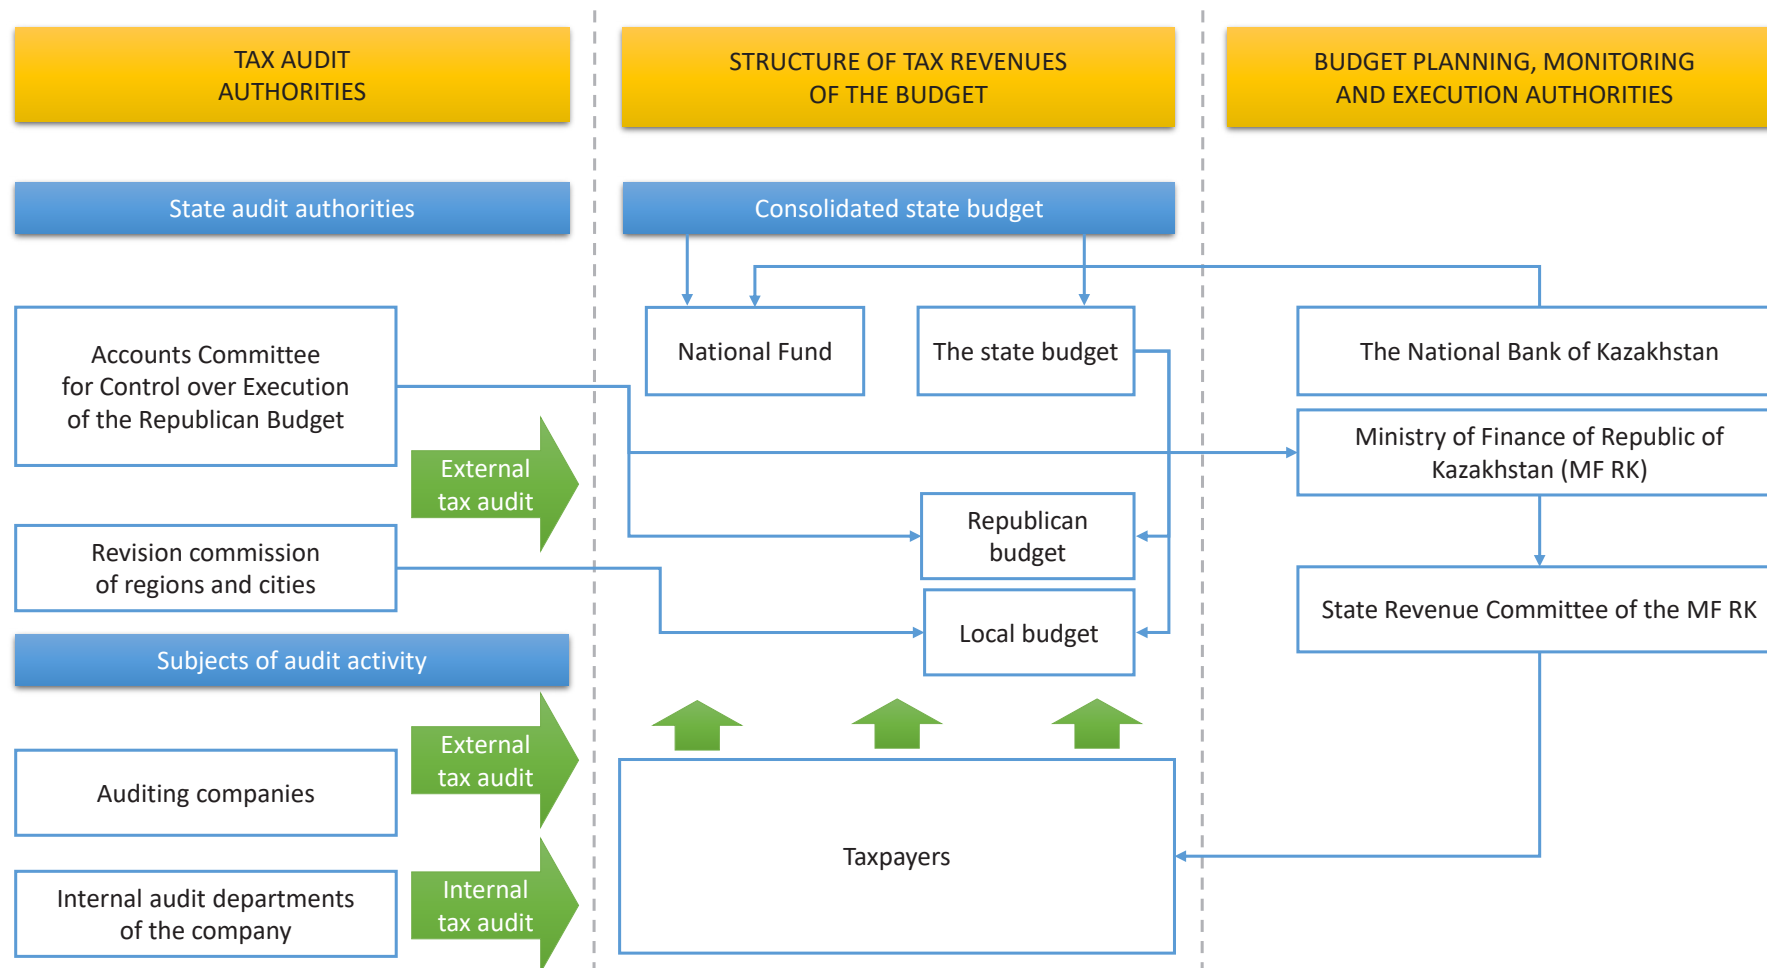 TAX AUDIT
AUTHORITIES
STRUCTURE OF TAX REVENUES
OF THE BUDGET
BUDGET PLANNING, MONITORING
AND EXECUTION AUTHORITIES
State audit authorities
Consolidated state budget
Accounts Committee
for Control over Execution
of the Republican Budget
National Fund
The state budget
The National Bank of Kazakhstan
Ministry of Finance of Republic of
Kazakhstan (MF RK)
External
tax audit
Republican
budget
Revision commission
of regions and cities
Local budget
State Revenue Committee of the MF RK
Subjects of audit activity
Auditing companies
External
tax audit
Taxpayers
Internal audit departments
of the company
Internal
tax audit